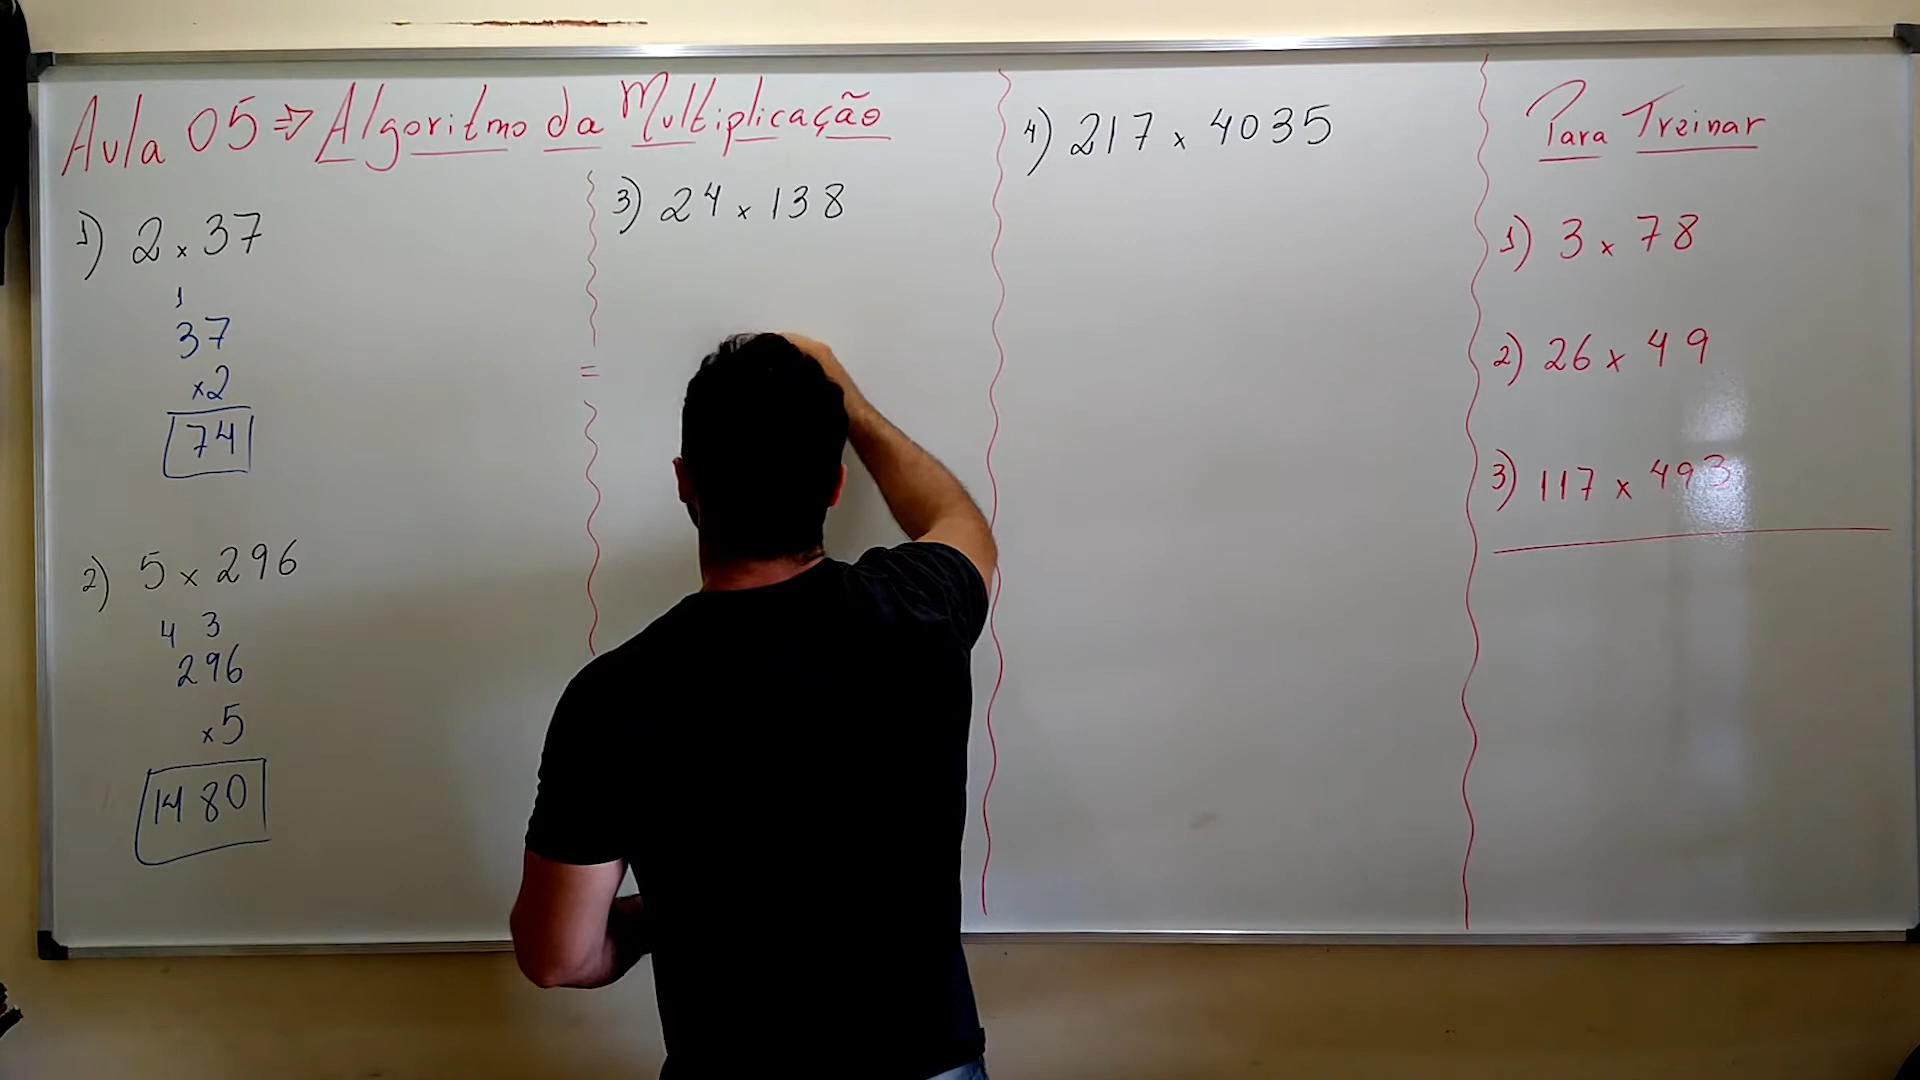 Aula 05 ⇒ Algoritmo da Multiplicação
1) 2 x 37
1
37
x2
74
2) 5 x 296
4 3
296
x5
1480
3) 24 x 138
=
4) 217 x 4035
Para Treinar
1) 3 x 78
2) 26 x 49
3) 117 x 493